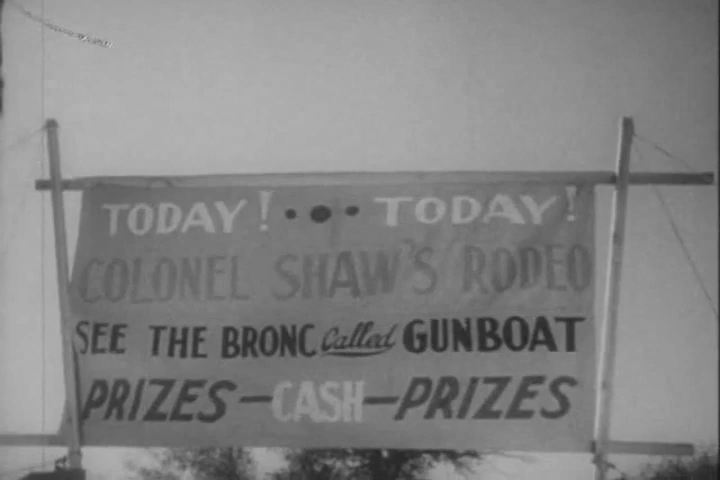 TODAY! ••• TODAY!
COLONEL SHAW'S RODEO
SEE THE BRONC Called GUNBOAT
PRIZES—CASH—PRIZES